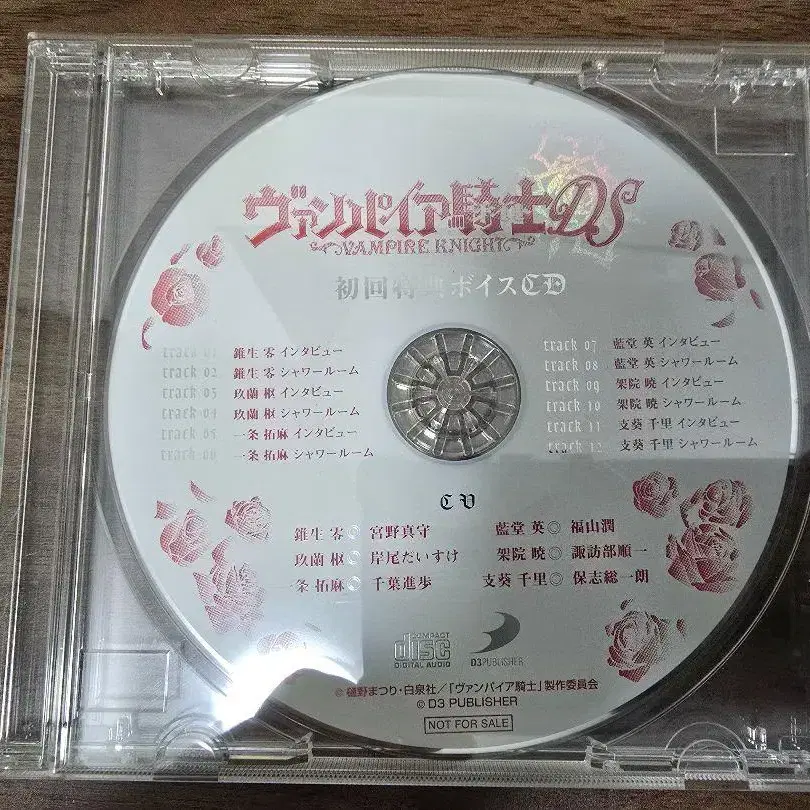 ヴァンパイア騎士DS
VAMPIRE KNIGHT
初回特典ボイスCD
track 01 錐生 零 インタビュー
track 02 錐生 零 シャワールーム
track 03 玖蘭 枢 インタビュー
track 04 玖蘭 枢 シャワールーム
track 05 一条 拓麻 インタビュー
track 06 一条 拓麻 シャワールーム
track 07 藍堂 英 インタビュー
track 08 藍堂 英 シャワールーム
track 09 架院 暁 インタビュー
track 10 架院 暁 シャワールーム
track 11 支葵 千里 インタビュー
track 12 支葵 千里 シャワールーム
CV
錐生 零◎宮野真守
玖蘭 枢◎岸尾だいすけ
一条 拓麻◎千葉進歩
藍堂 英◎福山潤
架院 暁◎諏訪部順一
支葵 千里◎保志総一朗
COMPACT
disc
DIGITAL AUDIO
D3PUBLISHER
© 樋野まつり・白泉社／「ヴァンパイア騎士」製作委員会
© D3 PUBLISHER
NOT FOR SALE